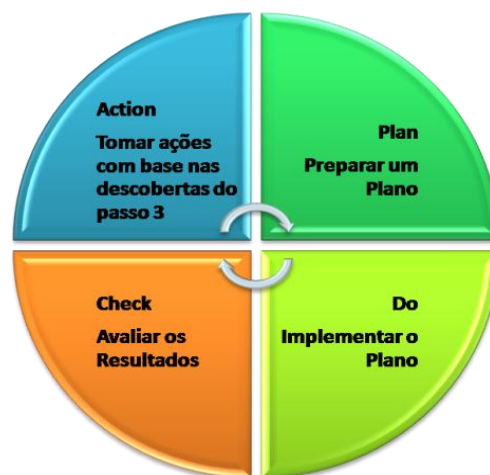 Action
Tomar ações
com base nas
descobertas do
passo 3
Plan
Preparar um
Plano
Check
Avaliar os
Resultados
Do
Implementar o
Plano